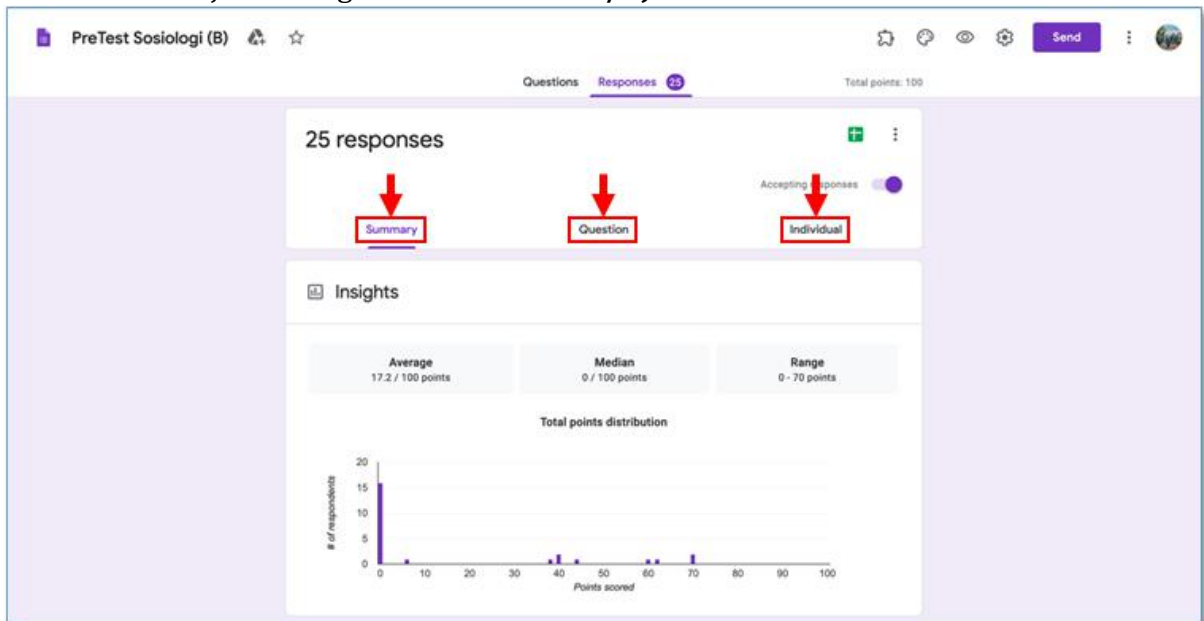 PreTest Sosiologi (B)
Send
Questions Responses 25
Total points: 100
25 responses
Accepting responses
Summary Question Individual
Insights
Average Median Range
17.2 / 100 points 0 / 100 points 0 - 70 points
Total points distribution
# of respondents
20
15
10
5
0
0 10 20 30 40 50 60 70 80 90 100
Points scored